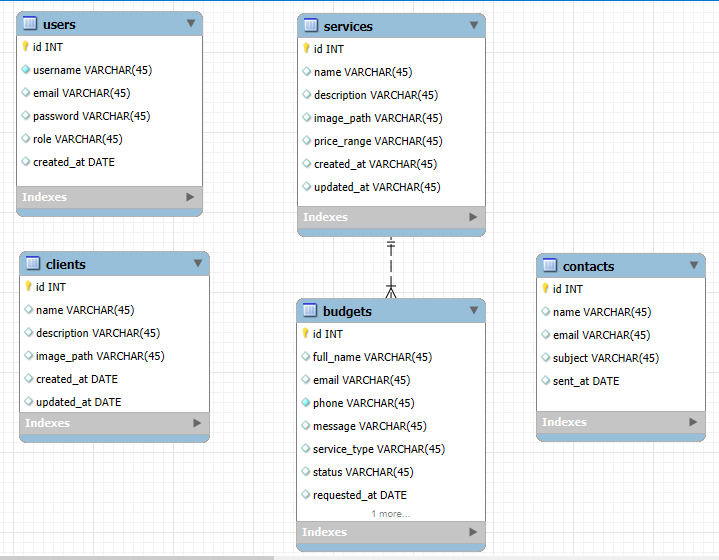 users
id INT
username VARCHAR(45)
email VARCHAR(45)
password VARCHAR(45)
role VARCHAR(45)
created_at DATE
Indexes
services
id INT
name VARCHAR(45)
description VARCHAR(45)
image_path VARCHAR(45)
price_range VARCHAR(45)
created_at VARCHAR(45)
updated_at VARCHAR(45)
Indexes
clients
id INT
name VARCHAR(45)
description VARCHAR(45)
image_path VARCHAR(45)
created_at DATE
updated_at DATE
Indexes
budgets
id INT
full_name VARCHAR(45)
email VARCHAR(45)
phone VARCHAR(45)
message VARCHAR(45)
service_type VARCHAR(45)
status VARCHAR(45)
requested_at DATE
1 more...
Indexes
contacts
id INT
name VARCHAR(45)
email VARCHAR(45)
subject VARCHAR(45)
sent_at DATE
Indexes